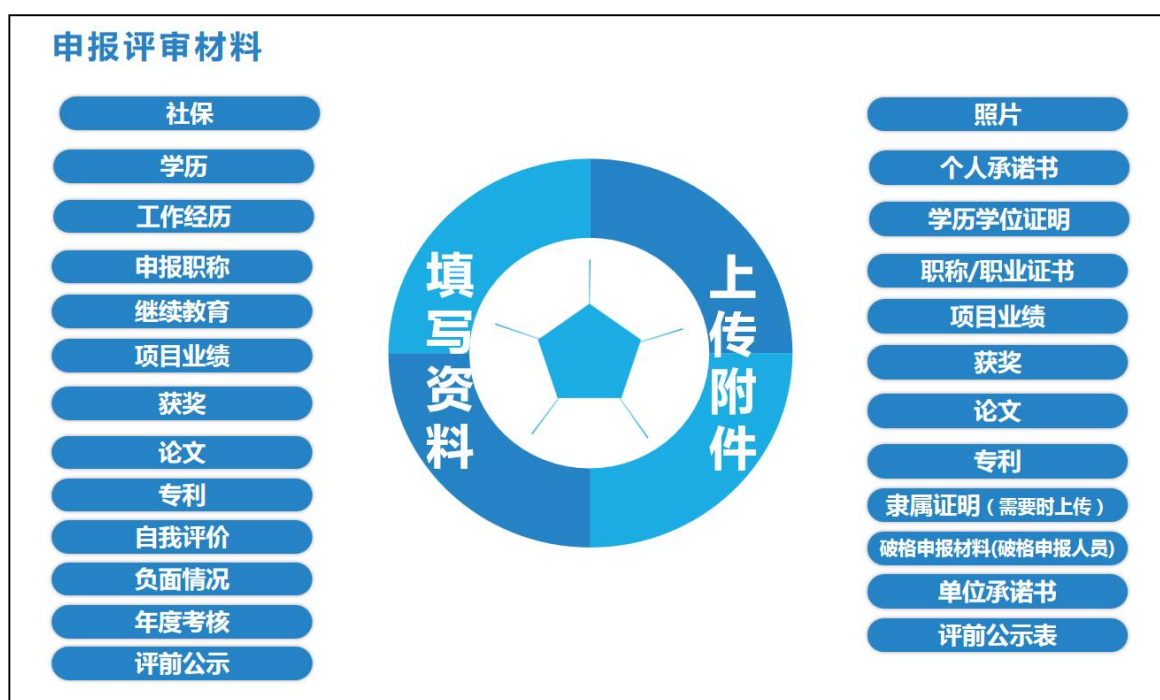 申报评审材料
社保
学历
工作经历
申报职称
继续教育
项目业绩
获奖
论文
专利
自我评价
负面情况
年度考核
评前公示
填写资料
上传附件
照片
个人承诺书
学历学位证明
职称/职业证书
项目业绩
获奖
论文
专利
隶属证明（需要时上传）
破格申报材料(破格申报人员)
单位承诺书
评前公示表